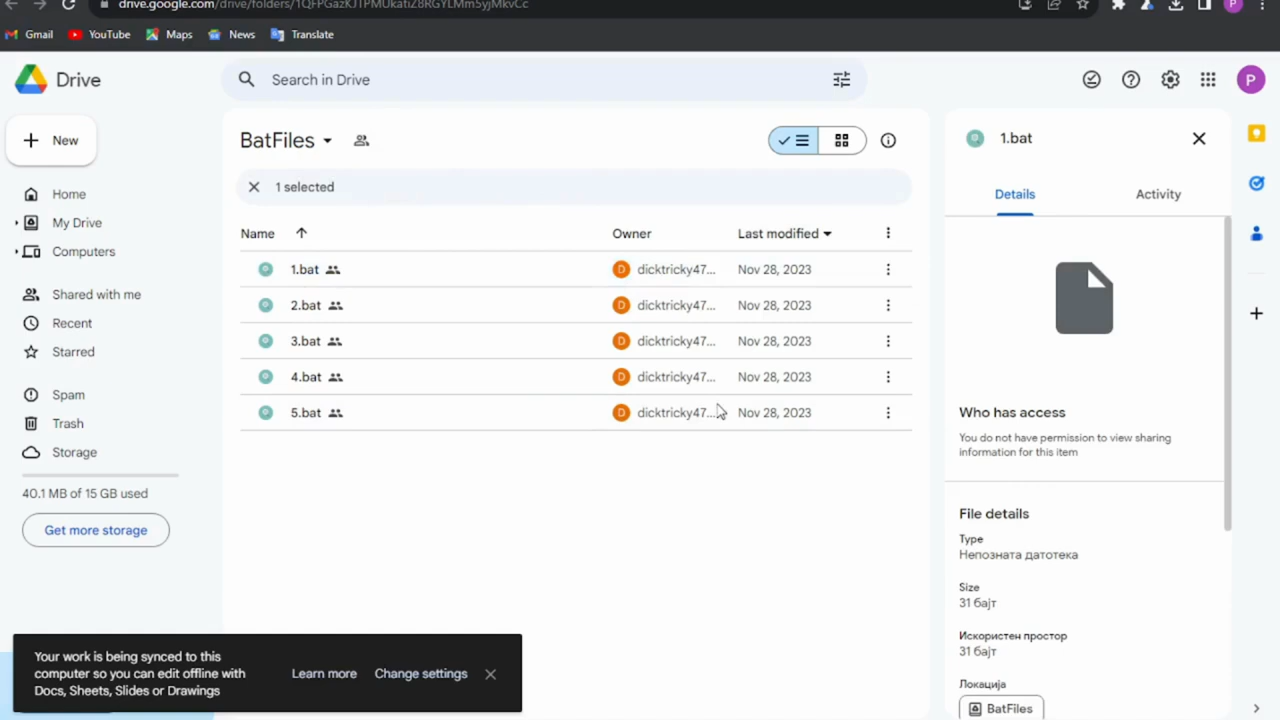 drive.google.com/drive/folders/
Gmail
YouTube
Maps
News
Translate
P
Drive
Search in Drive
P
New
BatFiles
1.bat
1 selected
Details
Activity
Home
My Drive
Computers
Shared with me
Recent
Starred
Spam
Trash
Storage
40.1 MB of 15 GB used
Get more storage
Name
Owner
Last modified
1.bat
D
dicktricky47...
Nov 28, 2023
2.bat
D
dicktricky47...
Nov 28, 2023
3.bat
D
dicktricky47...
Nov 28, 2023
4.bat
D
dicktricky47...
Nov 28, 2023
5.bat
D
dicktricky47...
Nov 28, 2023
Who has access
You do not have permission to view sharing
information for this item
File details
Type
Непозната датотека
Size
31 бајт
Искористен простор
31 бајт
Локација
BatFiles
Your work is being synced to this
computer so you can edit offline with
Docs, Sheets, Slides or Drawings
Learn more
Change settings